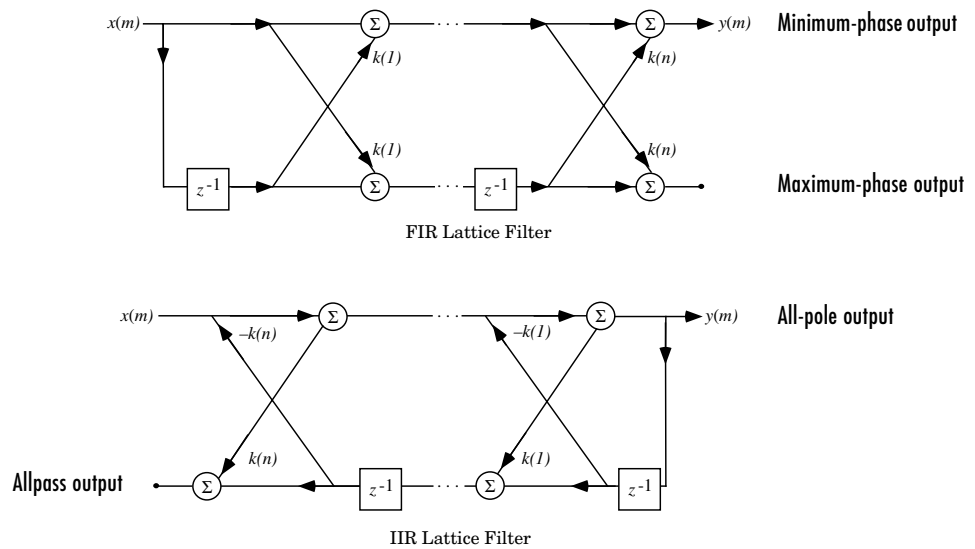 x(m) Σ · · · Σ y(m) Minimum-phase output
k(1) k(n)
k(1) k(n)
z⁻¹ Σ · · · z⁻¹ Σ Maximum-phase output
FIR Lattice Filter
x(m) Σ · · · Σ y(m) All-pole output
–k(n) –k(1)
k(n) k(1)
Allpass output Σ z⁻¹ · · · Σ z⁻¹
IIR Lattice Filter